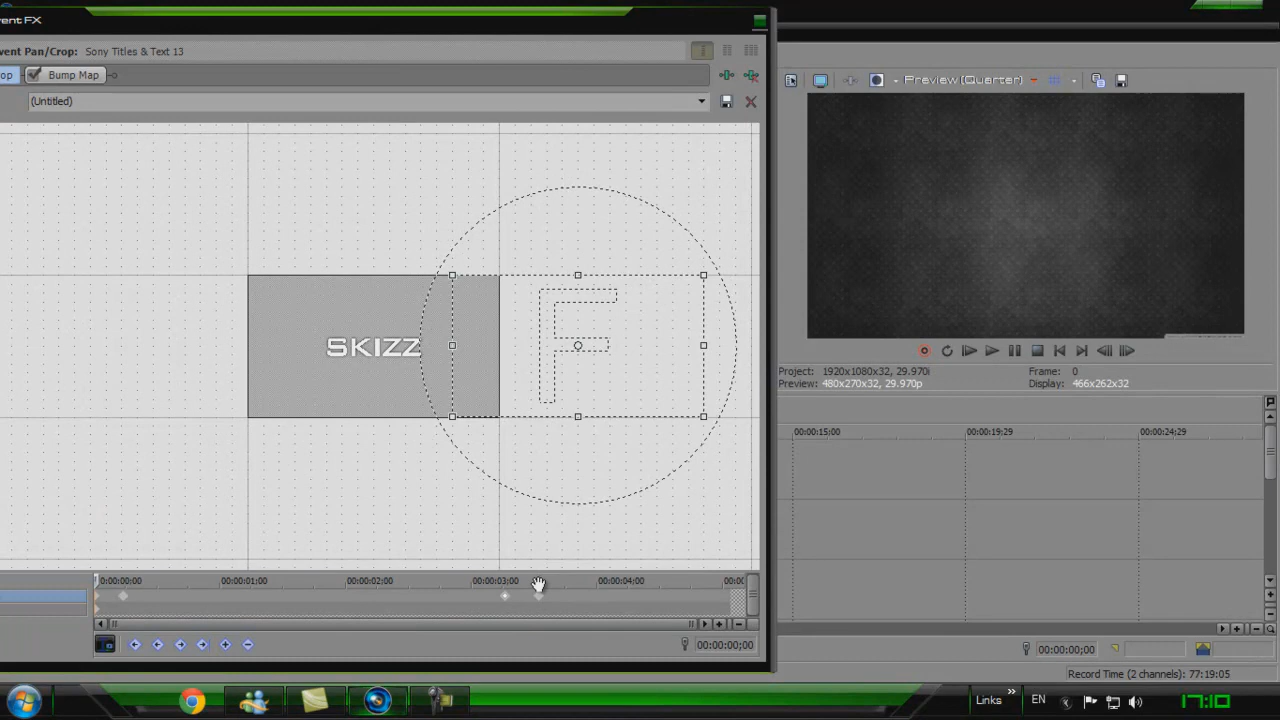 vent FX
vent Pan/Crop: Sony Titles & Text 13
op
Bump Map
(Untitled)
Preview (Quarter)
SKIZZ
F
Project: 1920x1080x32, 29.970i
Frame: 0
Preview: 480x270x32, 29.970p
Display: 466x262x32
00:00:15;00
00:00:19;29
00:00:24;29
0:00:00;00
00:00:01;00
00:00:02;00
00:00:03;00
00:00:04;00
00:00
00:00:00;00
00:00:00;00
Record Time (2 channels): 77:19:05
Links
EN
17:10